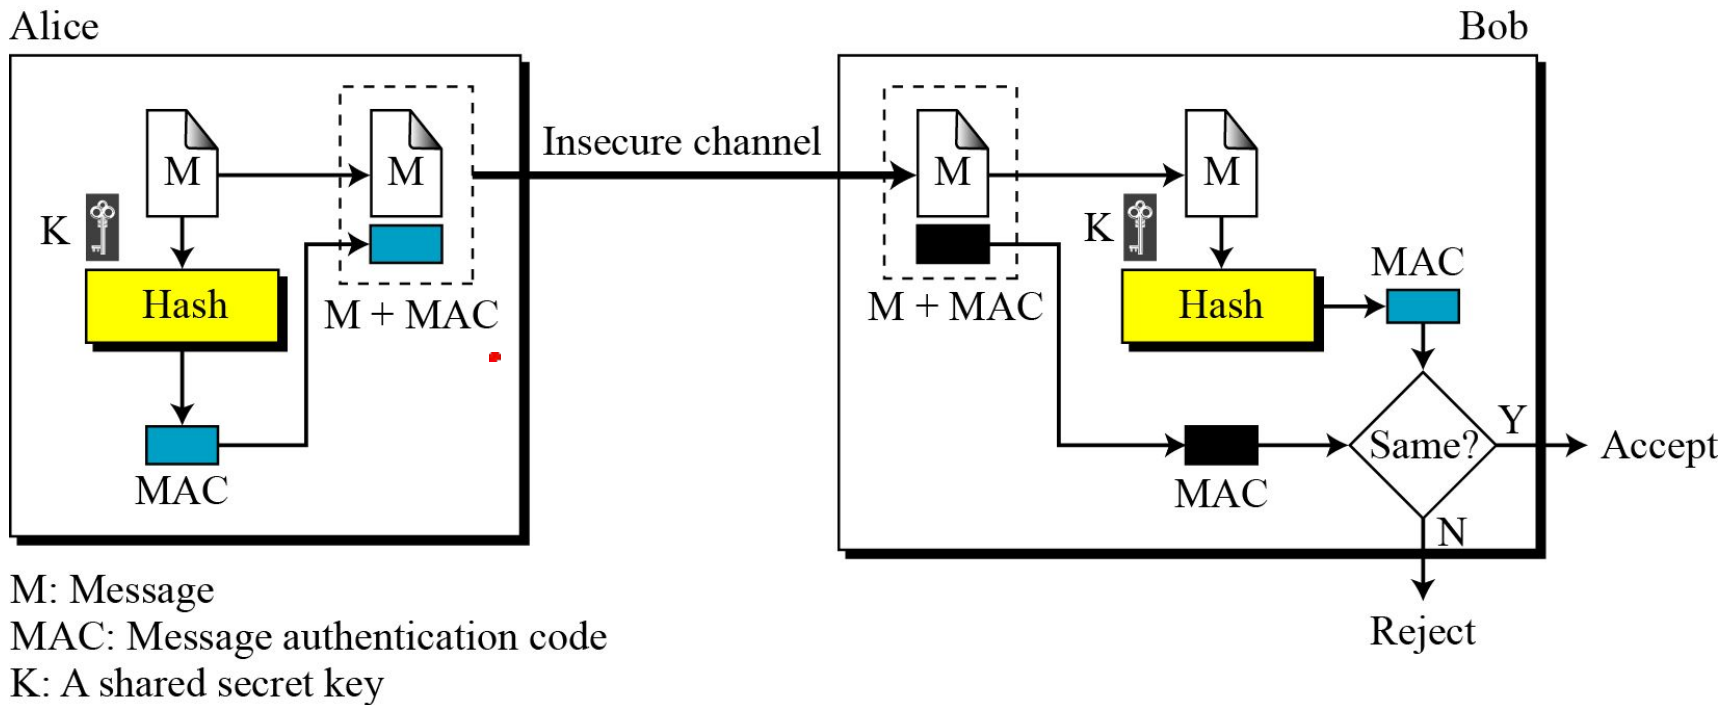 Alice
Bob
Insecure channel
M
M
M
M
K
K
Hash
Hash
MAC
M + MAC
M + MAC
MAC
MAC
Same?
Y
Accept
N
Reject
M: Message
MAC: Message authentication code
K: A shared secret key